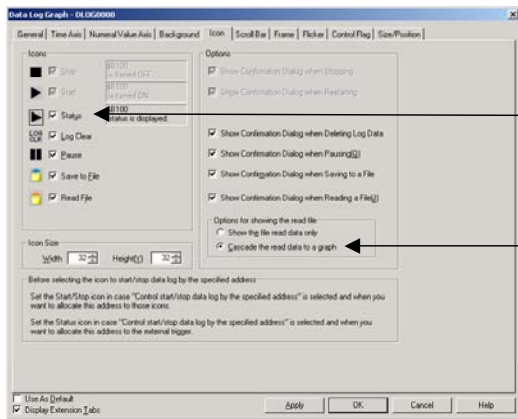 Data Log Graph - DLOG0000
General Time Axis Numeral Value Axis Background Icon Scroll Bar Frame Flicker Control Flag Size/Position
Icons
Stop
$B100
is turned OFF.
Start
$B100
is turned ON.
Status
$B100
status is displayed.
LOG
CLR
Log Clear
Pause
Save to File
Read File
Options
Show Confirmation Dialog when Stopping
Show Confirmation Dialog when Restarting
Show Confirmation Dialog when Deleting Log Data
Show Confirmation Dialog when Pausing(Q)
Show Confirmation Dialog when Saving to a File
Show Confirmation Dialog when Reading a File(J)
Options for showing the read file
Show the file read data only
Cascade the read data to a graph
Icon Size
Width 32 Height(Y) 32
Before selecting the icon to start/stop data log by the specified address
Set the Start/Stop icon in case "Control start/stop data log by the specified address" is selected and when you
want to allocate this address to those icons.
Set the Status icon in case "Control start/stop data log by the specified address" is selected and when you
want to allocate this address to the external trigger.
Use As Default
Display Extension Tabs
Apply OK Cancel Help